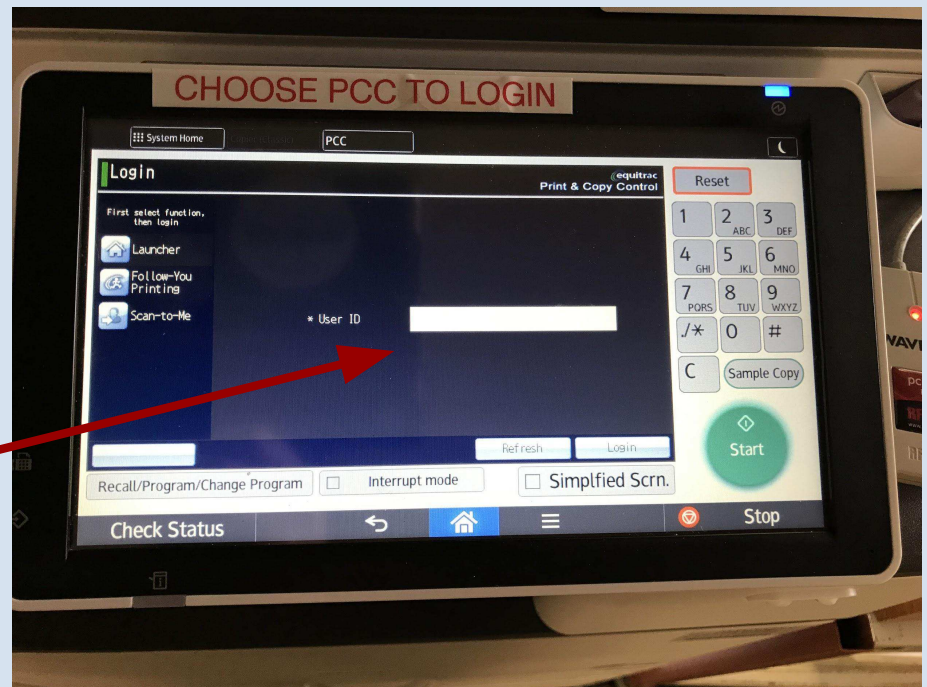 CHOOSE PCC TO LOGIN
System Home
PCC
Login
equitrac
Print & Copy Control
First select function,
then login
Launcher
Follow-You
Printing
Scan-to-Me
* User ID
Refresh
Login
Reset
1
2 ABC
3 DEF
4 GHI
5 JKL
6 MNO
7 PQRS
8 TUV
9 WXYZ
./*
0
#
C
Sample Copy
Start
Recall/Program/Change Program
Interrupt mode
Simplfied Scrn.
Check Status
Stop